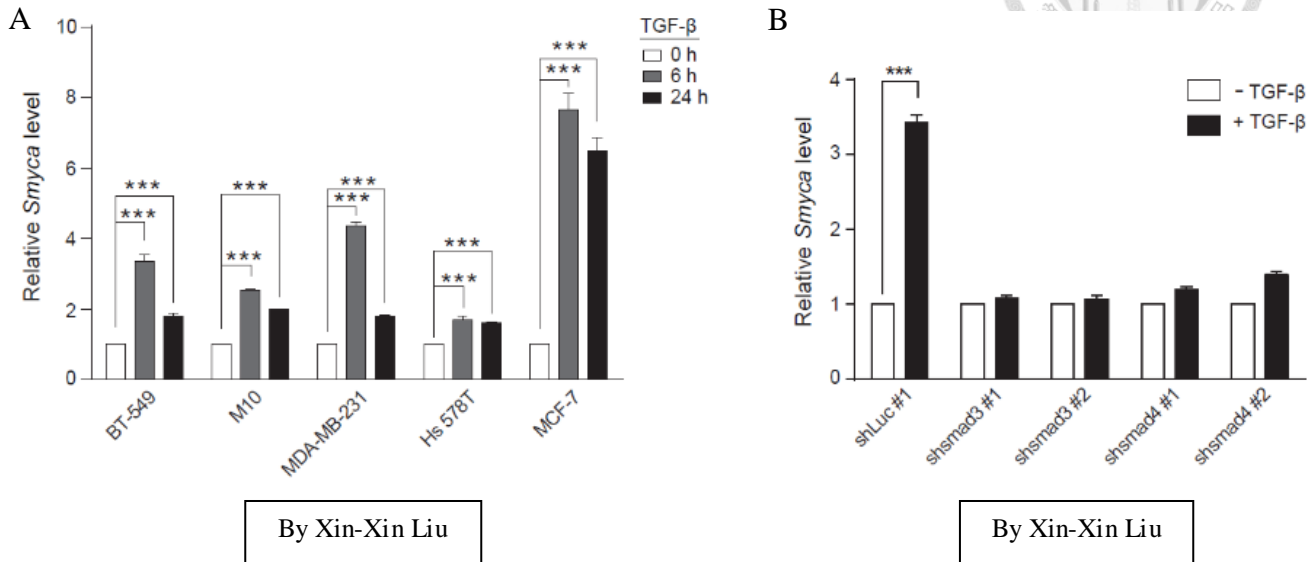 A
Relative Smyca level
10
8
6
4
2
0
TGF-β
0 h
6 h
24 h
***
***
***
***
***
***
***
***
***
***
BT-549
M10
MDA-MB-231
Hs 578T
MCF-7
By Xin-Xin Liu
B
Relative Smyca level
4
3
2
1
0
***
- TGF-β
+ TGF-β
shLuc #1
shsmad3 #1
shsmad3 #2
shsmad4 #1
shsmad4 #2
By Xin-Xin Liu